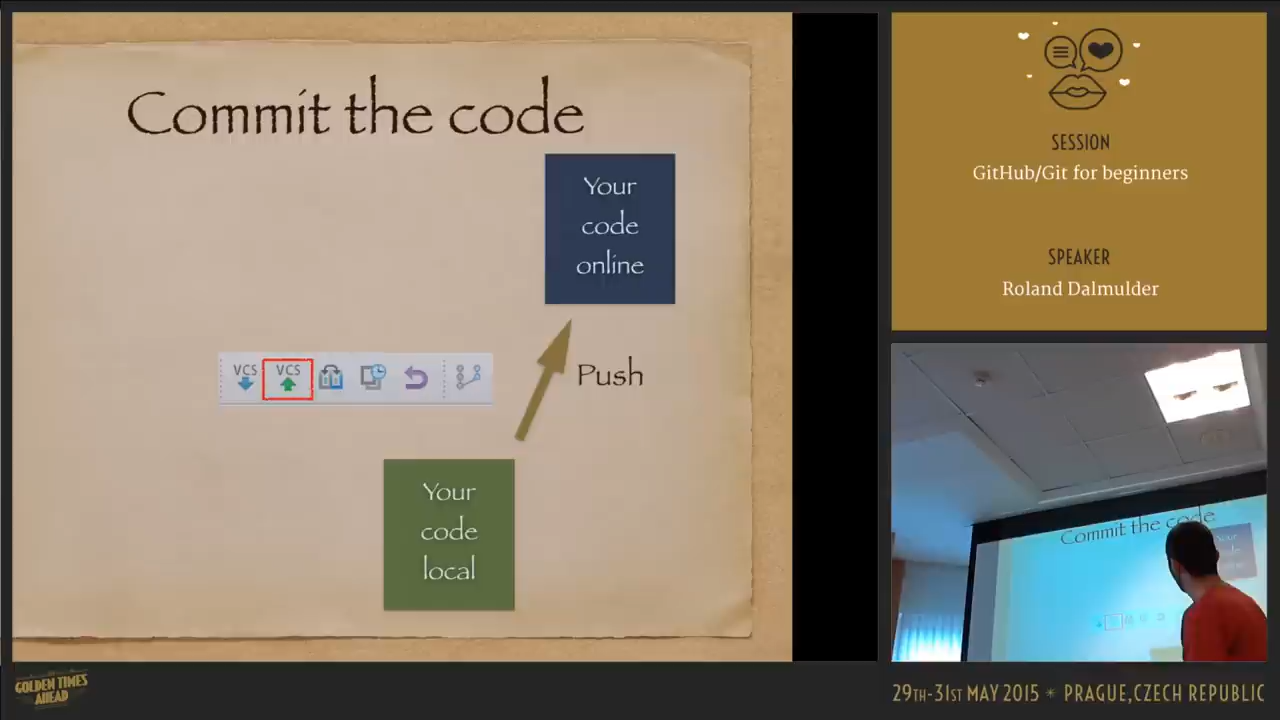 Commit the code
Your
code
online
VCS
VCS
Push
Your
code
local
SESSION
GitHub/Git for beginners
SPEAKER
Roland Dalmulder
Commit the code
GOLDEN TIMES
AHEAD
29TH-31ST MAY 2015 * PRAGUE, CZECH REPUBLIC